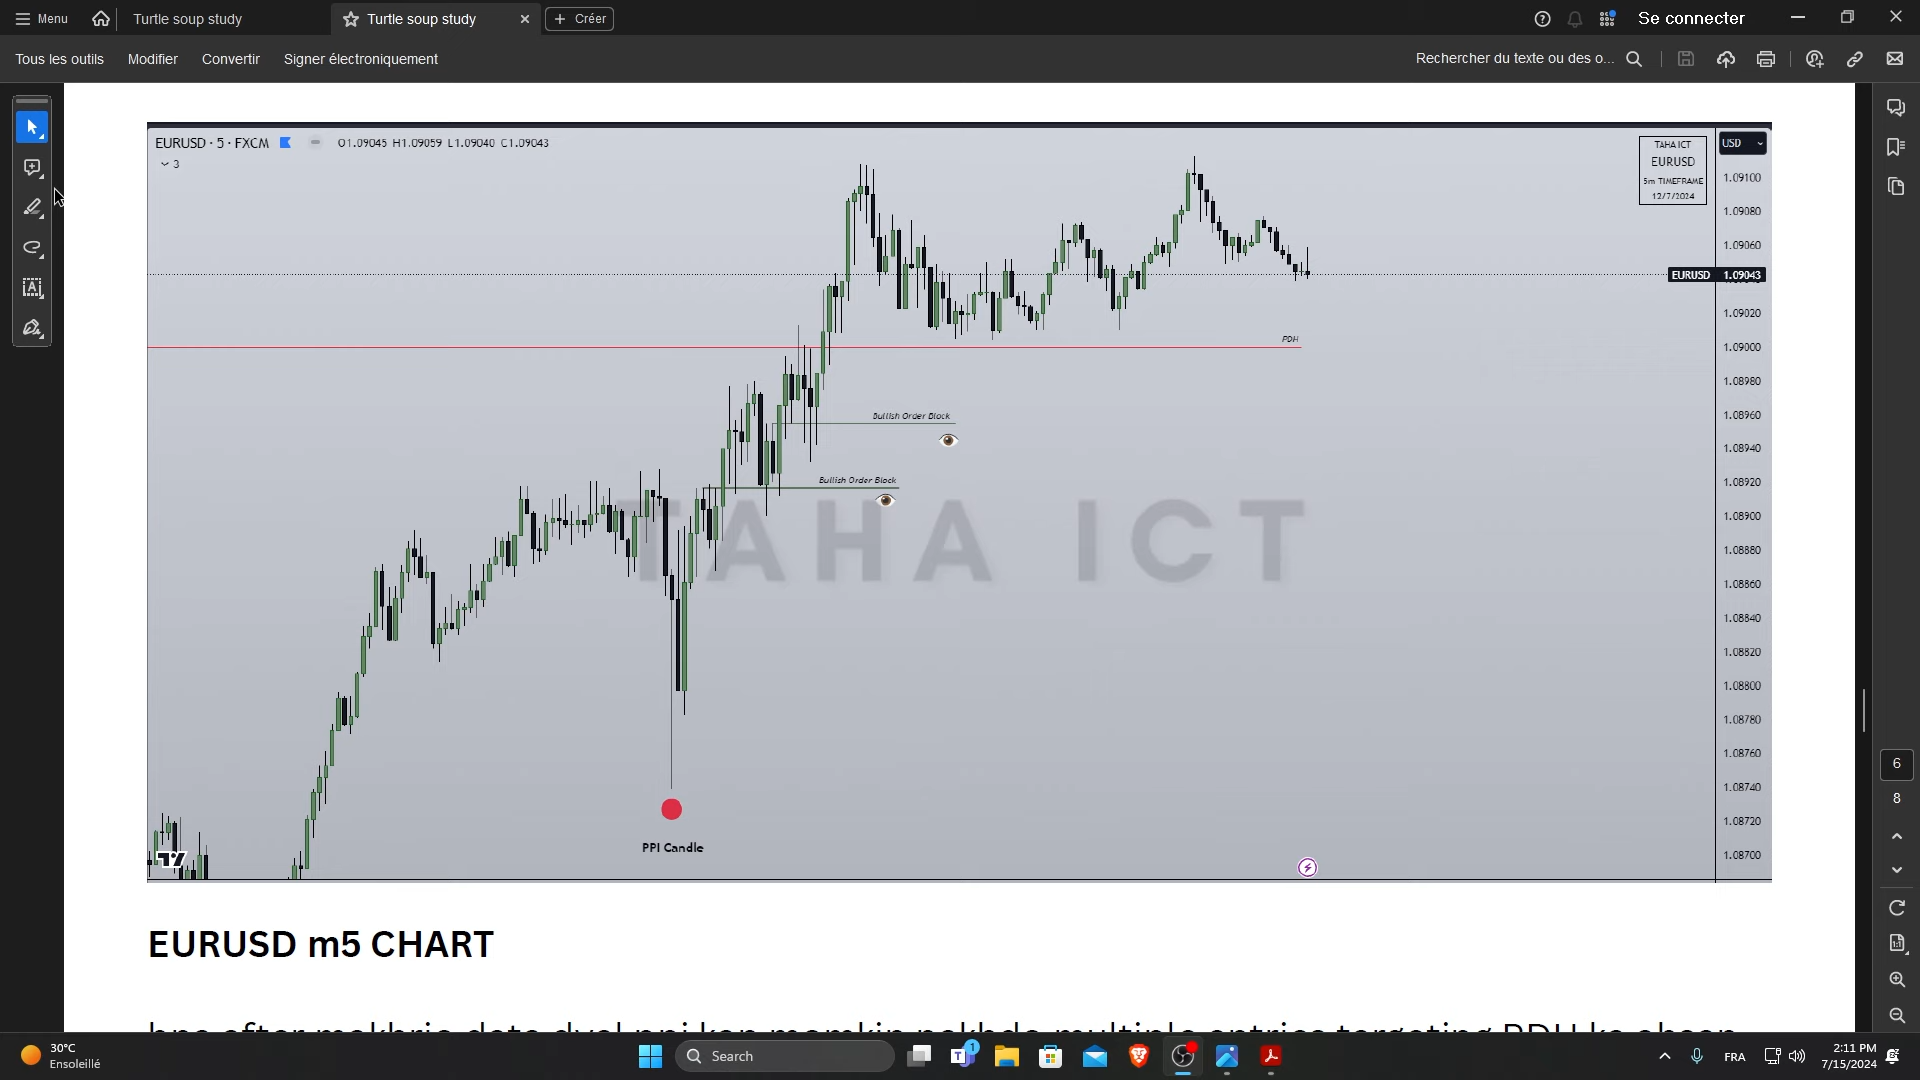 Menu
Turtle soup study
Turtle soup study
Créer
Se connecter
Tous les outils
Modifier
Convertir
Signer électroniquement
Rechercher du texte ou des o...
EURUSD · 5 · FXCM
O1.09045 H1.09059 L1.09040 C1.09043
3
TAHA ICT
EURUSD
5m TIMEFRAME
12/7/2024
USD
1.09100
1.09080
1.09060
EURUSD 1.09043
1.09020
PDH
1.09000
1.08980
Bullish Order Block
1.08960
1.08940
Bullish Order Block
1.08920
1.08900
TAHA ICT
1.08880
1.08860
1.08840
1.08820
1.08800
1.08780
1.08760
1.08740
1.08720
PPI Candle
1.08700
6
8
EURUSD m5 CHART
30°C
Ensoleillé
Search
1
FRA
2:11 PM
7/15/2024